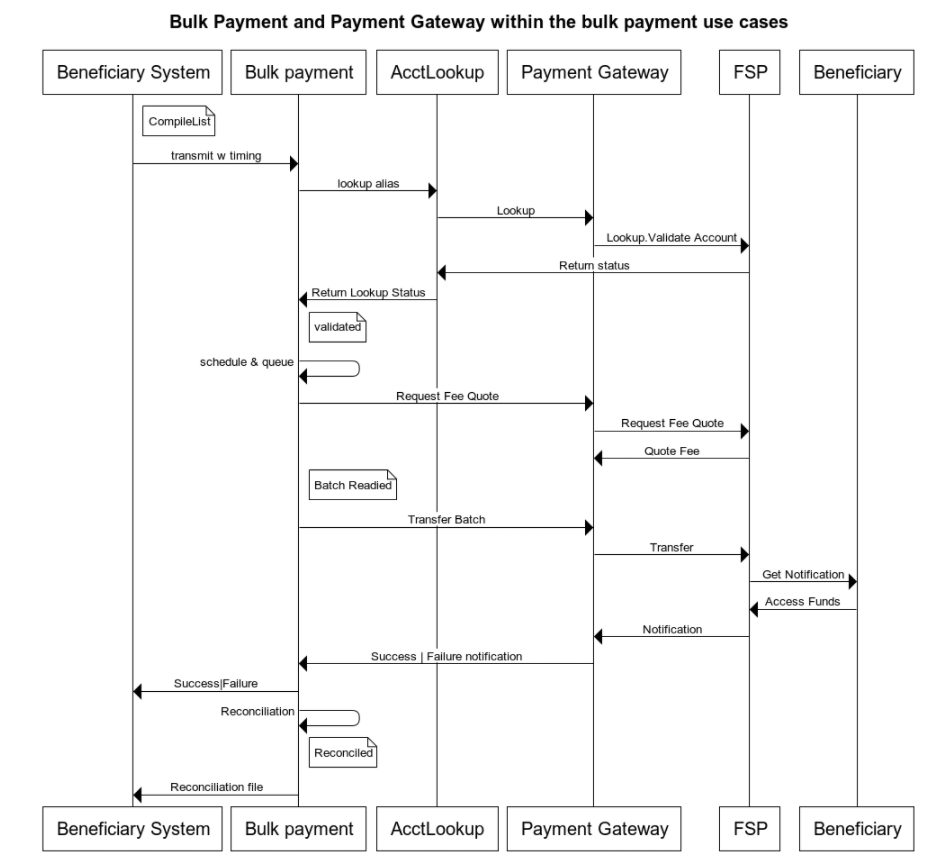 Bulk Payment and Payment Gateway within the bulk payment use cases
Beneficiary System
Bulk payment
AcctLookup
Payment Gateway
FSP
Beneficiary
CompileList
transmit w timing
lookup alias
Lookup
Lookup.Validate Account
Return status
Return Lookup Status
validated
schedule & queue
Request Fee Quote
Request Fee Quote
Quote Fee
Batch Readied
Transfer Batch
Transfer
Get Notification
Access Funds
Notification
Success | Failure notification
Success|Failure
Reconciliation
Reconciled
Reconciliation file
Beneficiary System
Bulk payment
AcctLookup
Payment Gateway
FSP
Beneficiary